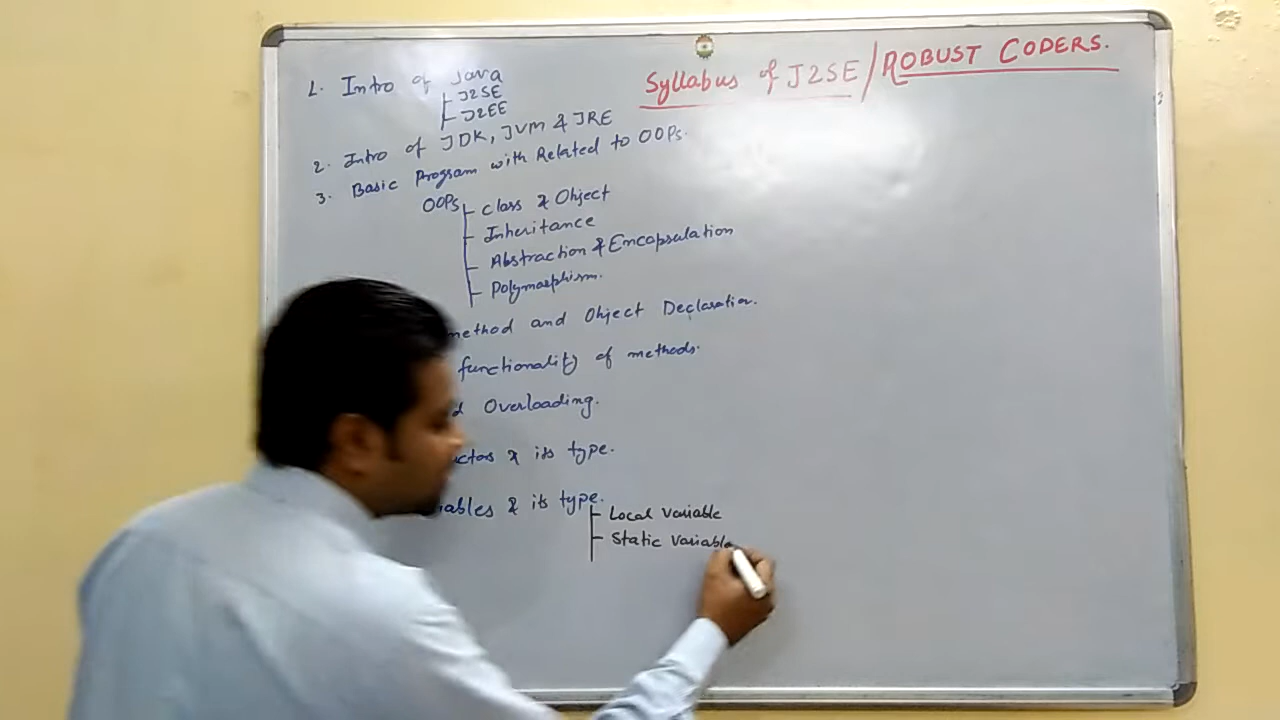 Syllabus of J2SE / ROBUST CODERS.
1. Intro of Java
J2SE
J2EE
2. Intro of JDK, JVM & JRE
3. Basic Program with Related to OOPs.
OOPs
Class & Object
Inheritance
Abstraction & Encapsulation
Polymorphism.
method and Object Declaration.
functionality of methods.
Overloading.
& its type.
& its type.
Local variable
Static variable